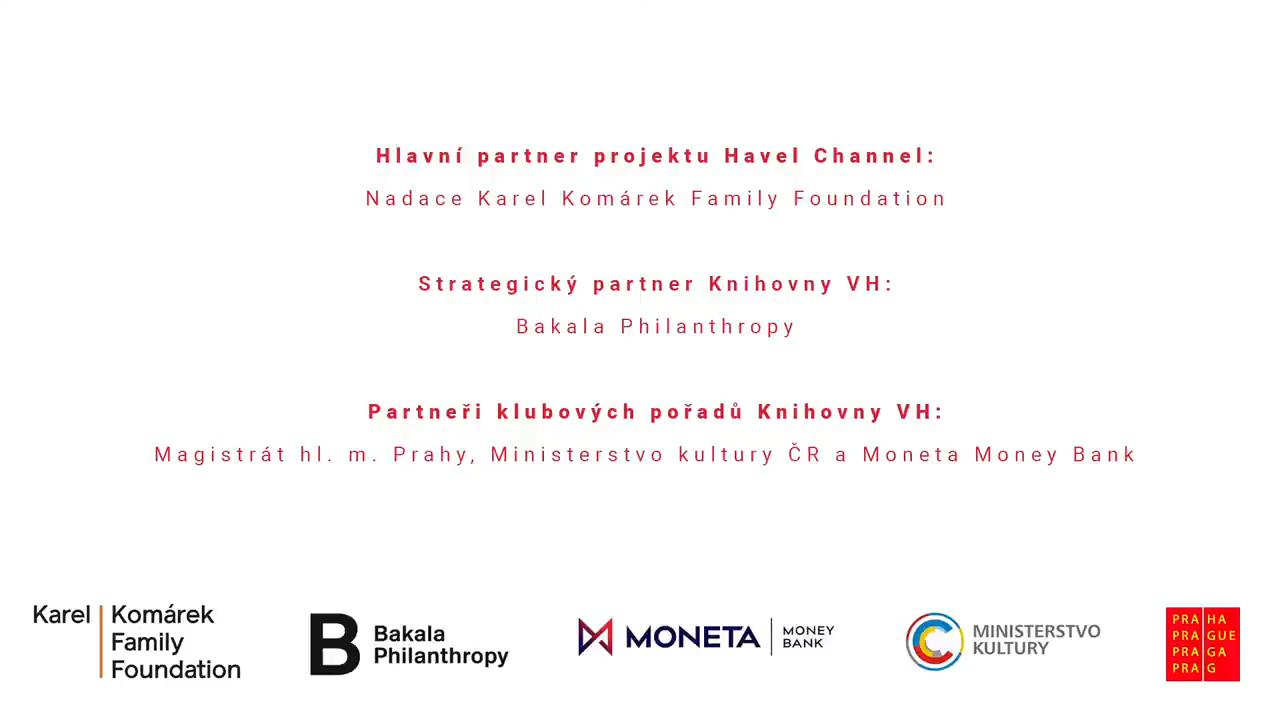 Hlavní partner projektu Havel Channel:
Nadace Karel Komárek Family Foundation
Strategický partner Knihovny VH:
Bakala Philanthropy
Partneři klubových pořadů Knihovny VH:
Magistrát hl. m. Prahy, Ministerstvo kultury ČR a Moneta Money Bank
Karel Komárek
Family
Foundation
B
Bakala
Philanthropy
MONETA
MONEY
BANK
MINISTERSTVO
KULTURY
PRA HA
PRA GUE
PRA GA
PRA G